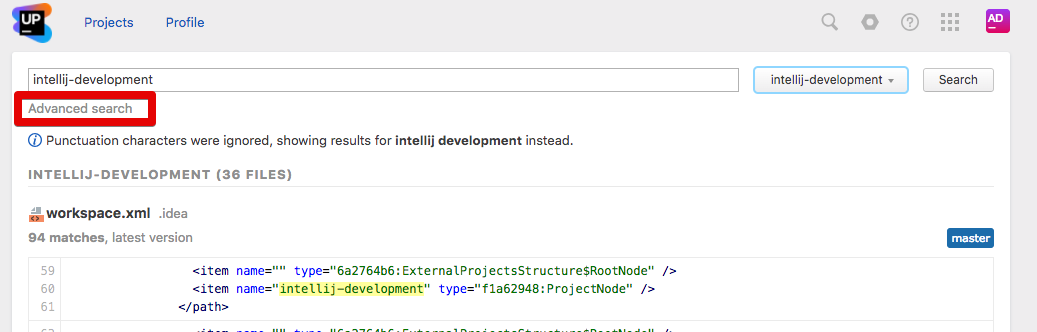 UP Projects Profile AD
intellij-development intellij-development Search
Advanced search
Punctuation characters were ignored, showing results for intellij development instead.
INTELLIJ-DEVELOPMENT (36 FILES)
workspace.xml .idea
94 matches, latest version master
59 <item name="" type="6a2764b6:ExternalProjectsStructure$RootNode" />
60 <item name="intellij-development" type="f1a62948:ProjectNode" />
61 </path>